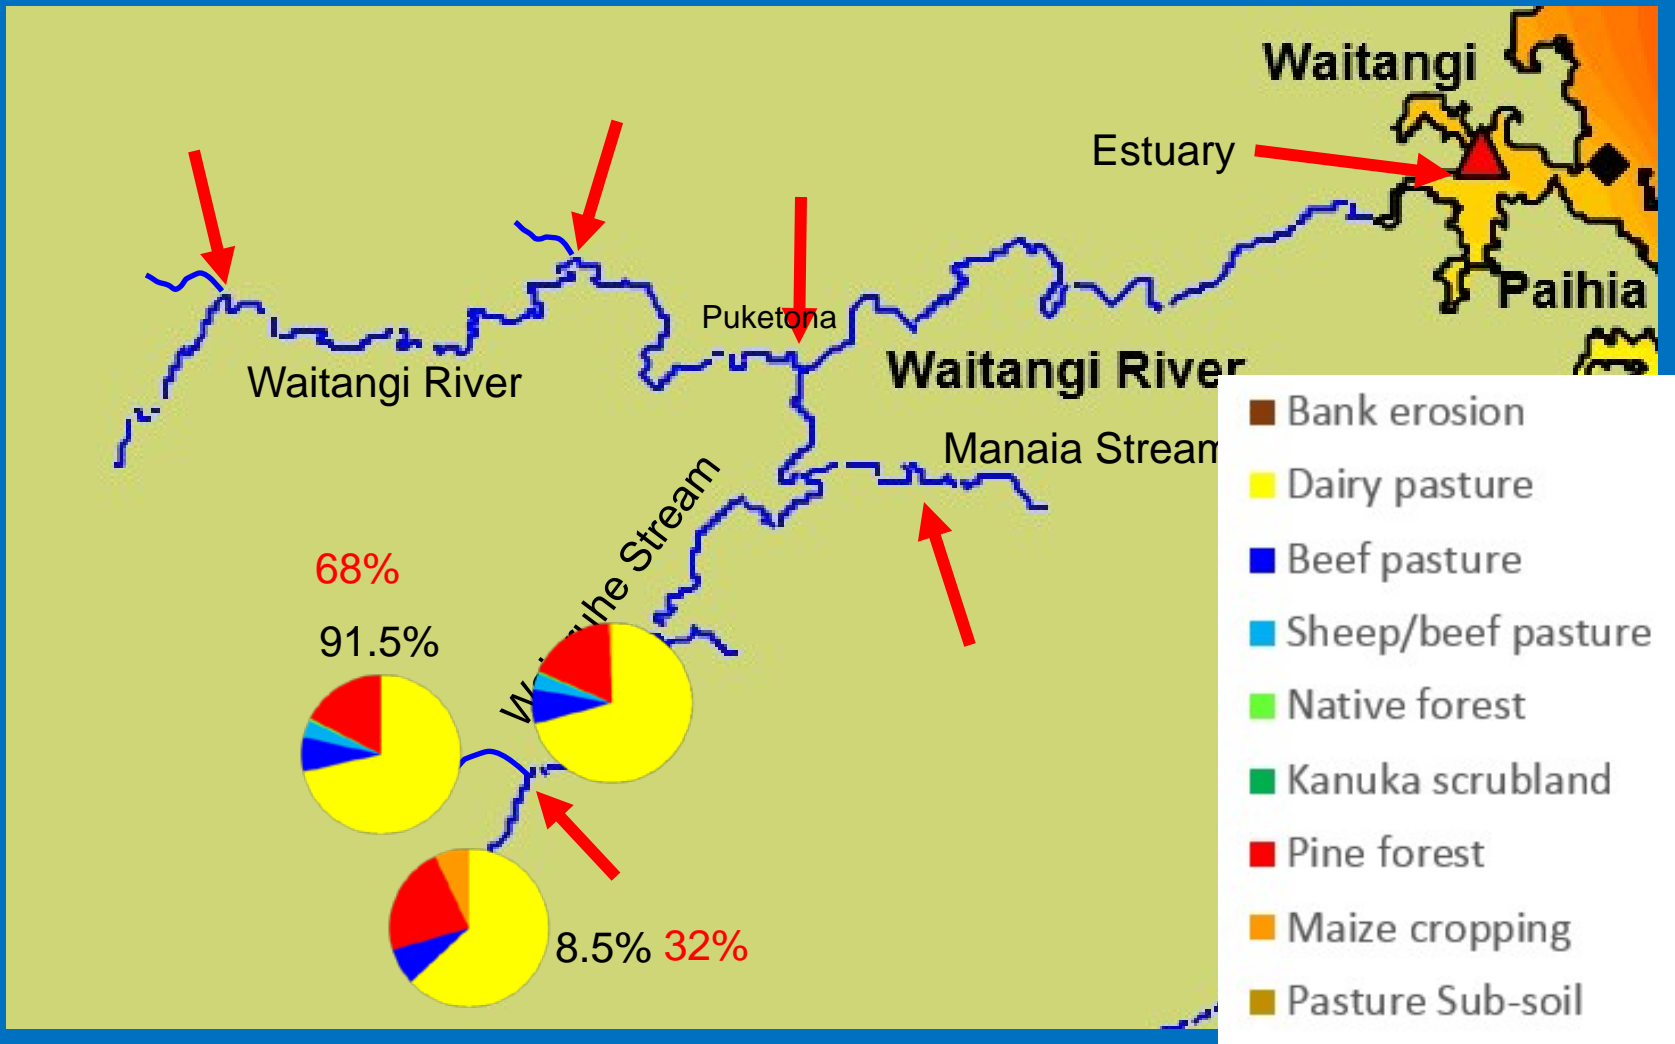 Waitangi
Estuary
Paihia
Puketona
Waitangi River
Waitangi River
Manaia Stream
Stream
68%
91.5%
8.5% 32%
Bank erosion
Dairy pasture
Beef pasture
Sheep/beef pasture
Native forest
Kanuka scrubland
Pine forest
Maize cropping
Pasture Sub-soil